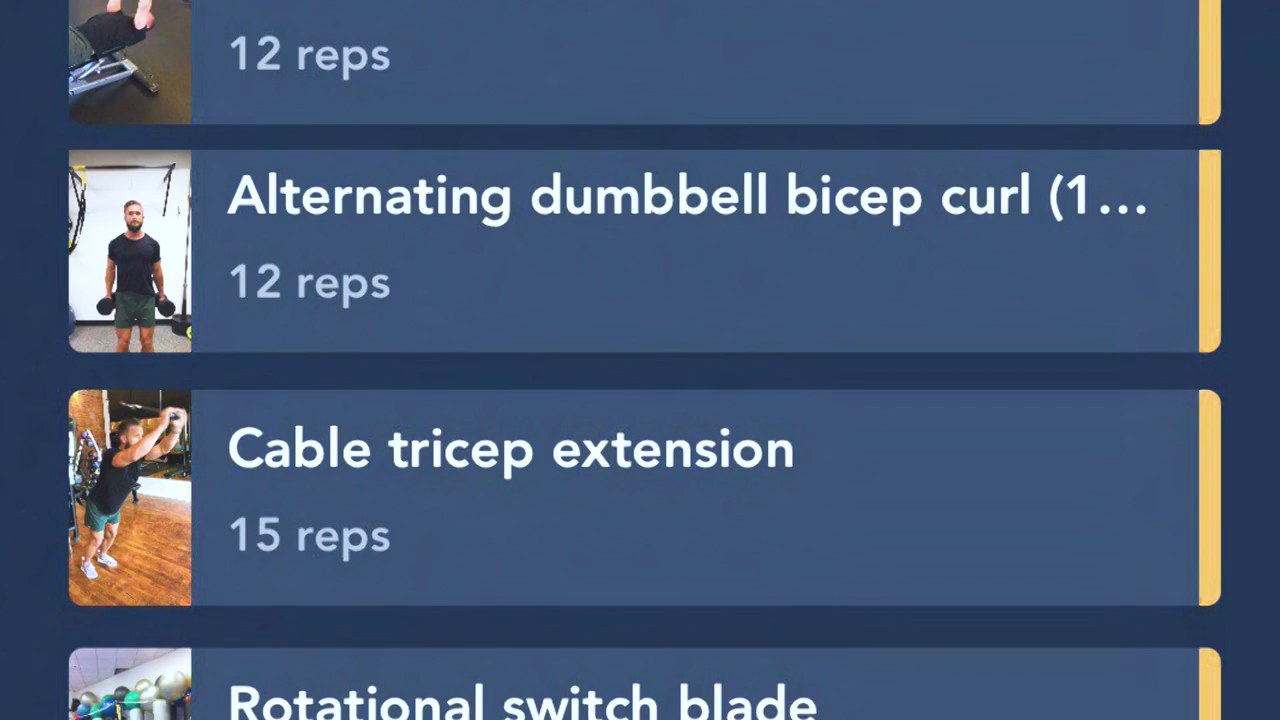 12 reps
Alternating dumbbell bicep curl (1...
12 reps
Cable tricep extension
15 reps
Rotational switch blade